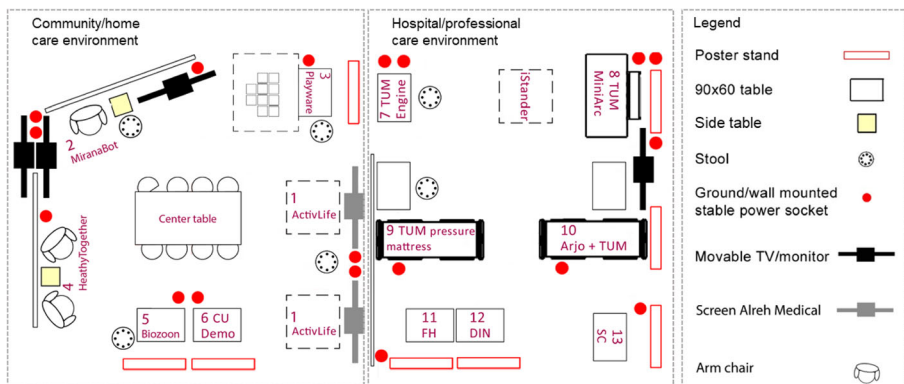 Community/home
care environment
Hospital/professional
care environment
2
MiranaBot
3
Playware
4
HeathyTogether
Center table
1
ActivLife
5
Biozoon
6 CU
Demo
1
ActivLife
7 TUM
Engine
iStander
8 TUM
MiniArc
9 TUM pressure
mattress
10
Arjo + TUM
11
FH
12
DIN
13
SC
Legend
Poster stand
90x60 table
Side table
Stool
Ground/wall mounted
stable power socket
Movable TV/monitor
Screen Alreh Medical
Arm chair